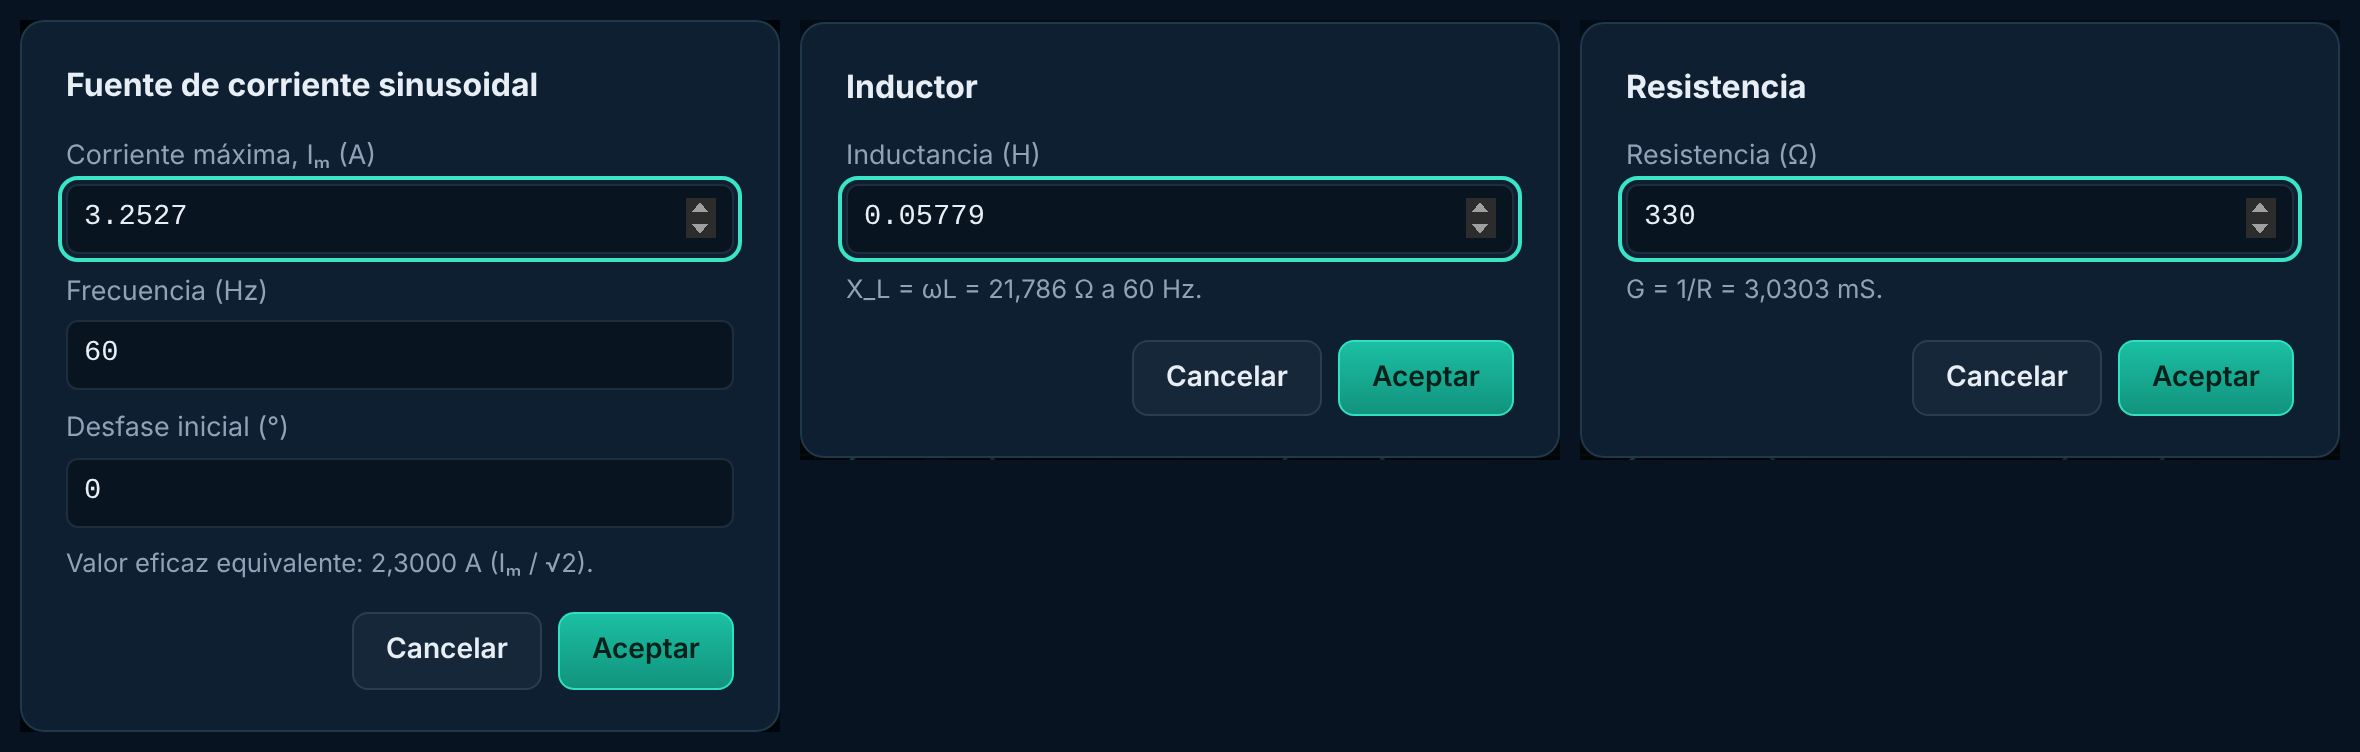 Fuente de corriente sinusoidal
Corriente máxima, Iₘ (A)
3.2527
Frecuencia (Hz)
60
Desfase inicial (°)
0
Valor eficaz equivalente: 2,3000 A (Iₘ / √2).
Cancelar
Aceptar
Inductor
Inductancia (H)
0.05779
X_L = ωL = 21,786 Ω a 60 Hz.
Cancelar
Aceptar
Resistencia
Resistencia (Ω)
330
G = 1/R = 3,0303 mS.
Cancelar
Aceptar